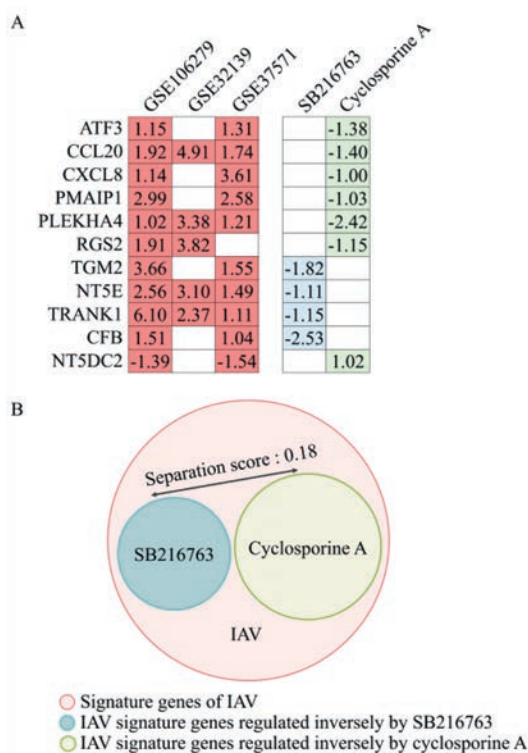 A
GSE106279 GSE32139 GSE37571 SB216763 Cyclosporine A
ATF3 1.15 1.31 -1.38
CCL20 1.92 4.91 1.74 -1.40
CXCL8 1.14 3.61 -1.00
PMAIP1 2.99 2.58 -1.03
PLEKHA4 1.02 3.38 1.21 -2.42
RGS2 1.91 3.82 -1.15
TGM2 3.66 1.55 -1.82
NT5E 2.56 3.10 1.49 -1.11
TRANK1 6.10 2.37 1.11 -1.15
CFB 1.51 1.04 -2.53
NT5DC2 -1.39 -1.54 1.02
B
Separation score : 0.18
SB216763 Cyclosporine A
IAV
Signature genes of IAV
IAV signature genes regulated inversely by SB216763
IAV signature genes regulated inversely by cyclosporine A